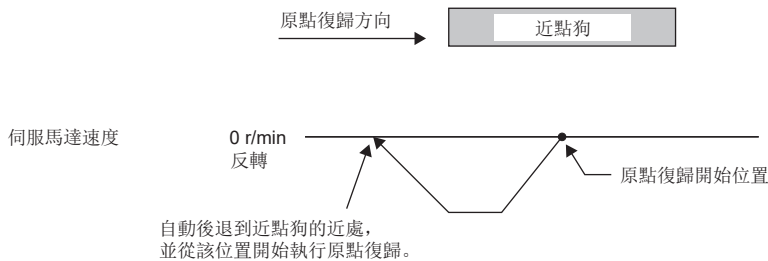 原點復歸方向
近點狗
伺服馬達速度
0 r/min
反轉
原點復歸開始位置
自動後退到近點狗的近處，
並從該位置開始執行原點復歸。